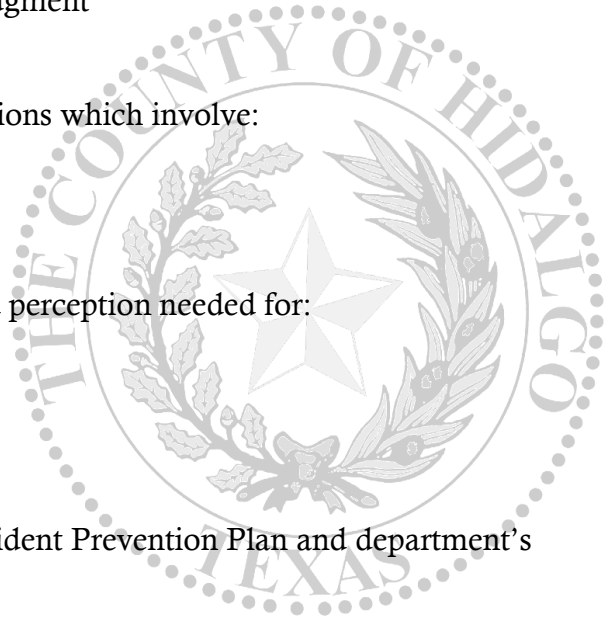 gment
THE COUNTY OF HIDALGO
ions which involve:
perception needed for:
ident Prevention Plan and department's
TEXAS